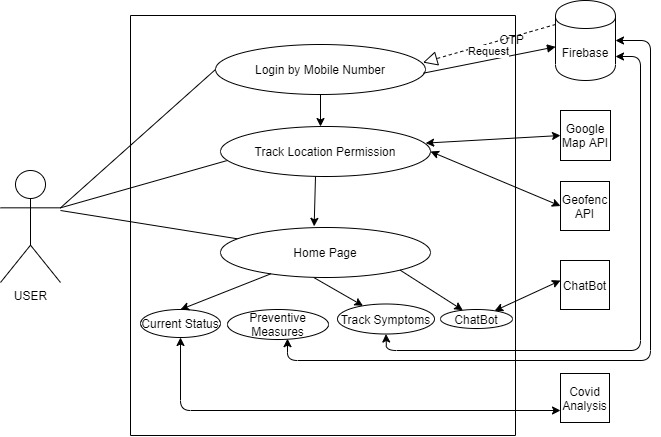 OTP
Request
Firebase
Login by Mobile Number
Google
Map API
Track Location Permission
Geofenc
API
USER
Home Page
ChatBot
Current Status
Preventive
Measures
Track Symptoms
ChatBot
Covid
Analysis